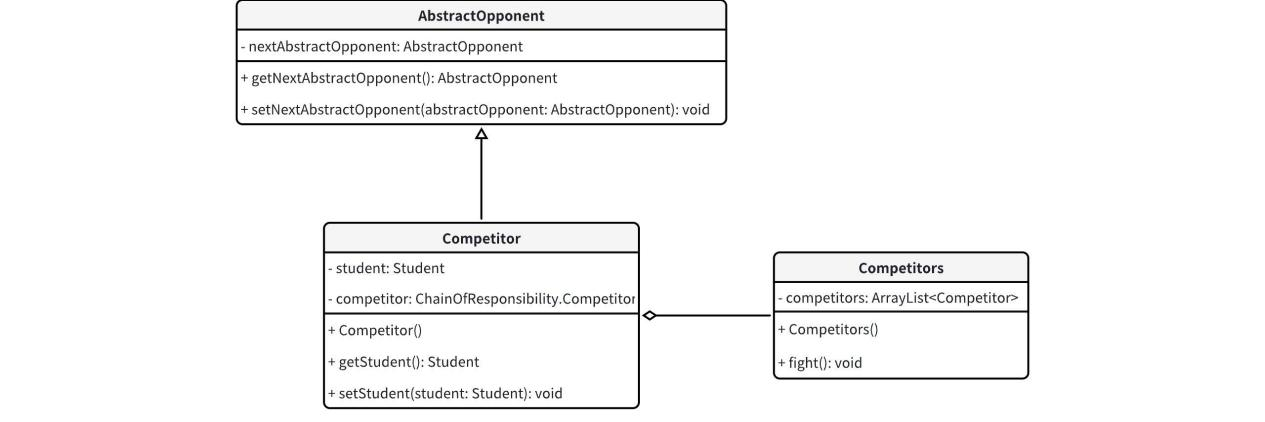 AbstractOpponent
- nextAbstractOpponent: AbstractOpponent
+ getNextAbstractOpponent(): AbstractOpponent
+ setNextAbstractOpponent(abstractOpponent: AbstractOpponent): void
Competitor
- student: Student
- competitor: ChainOfResponsibility.Competitor
+ Competitor()
+ getStudent(): Student
+ setStudent(student: Student): void
Competitors
- competitors: ArrayList<Competitor>
+ Competitors()
+ fight(): void